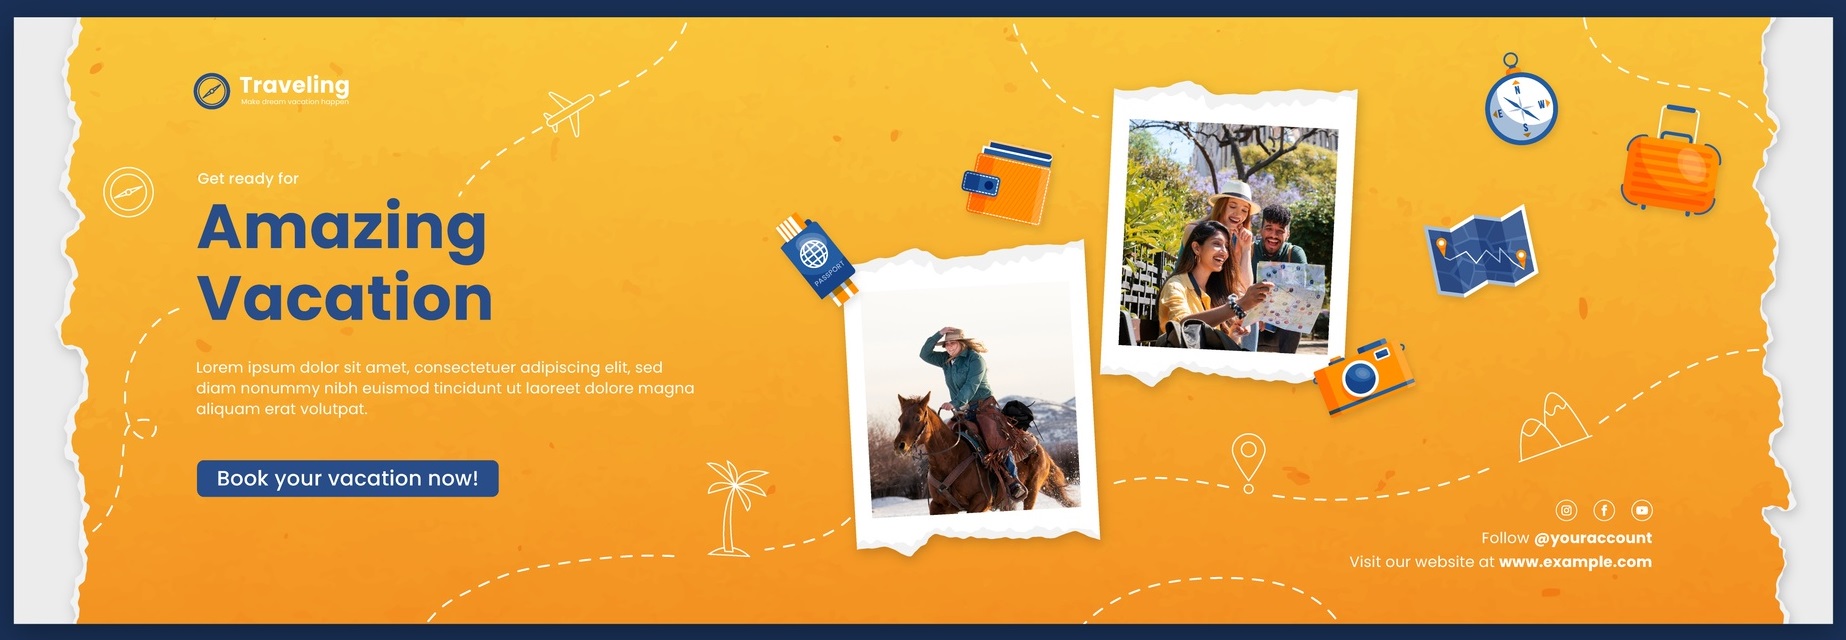 Traveling
Make dream vacation happen
Get ready for
Amazing
Vacation
Lorem ipsum dolor sit amet, consectetuer adipiscing elit, sed
diam nonummy nibh euismod tincidunt ut laoreet dolore magna
aliquam erat volutpat.
Book your vacation now!
PASSPORT
N
E
W
S
Follow @youraccount
Visit our website at www.example.com